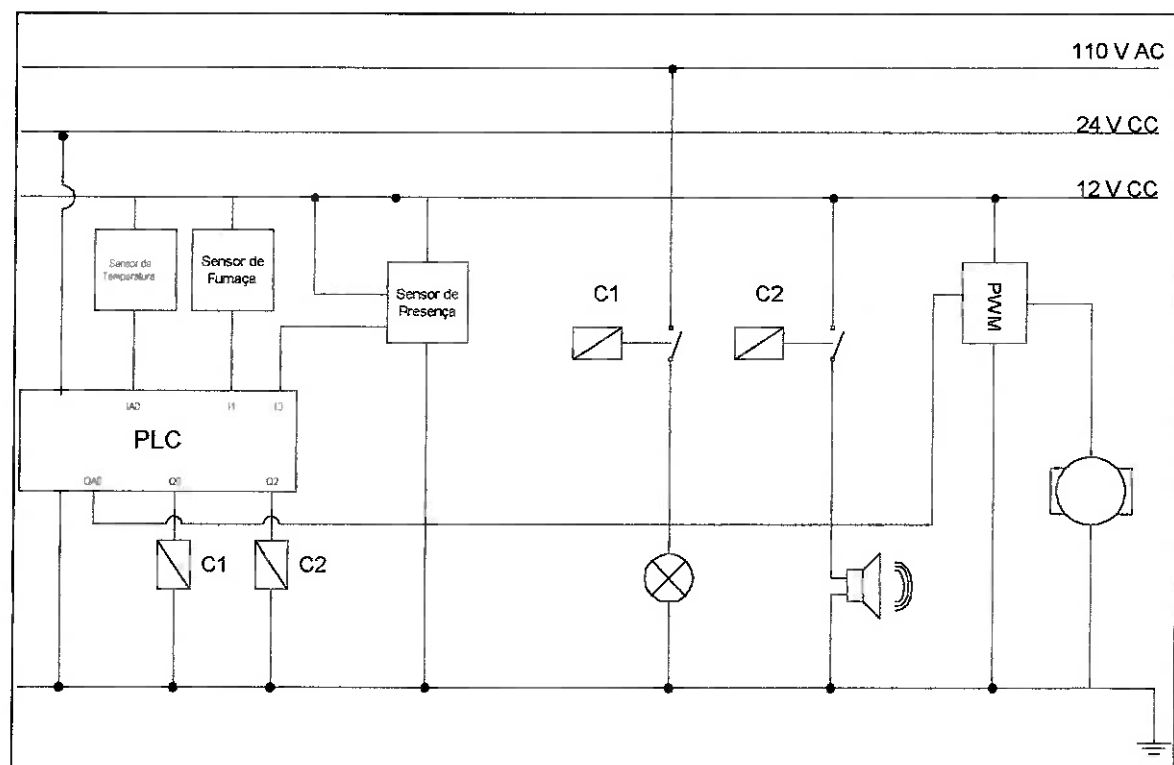 110 V AC
24 V CC
12 V CC
Sensor de
Temperatura
Sensor de
Fumaça
Sensor de
Presença
C1
C2
PWM
IA0
I1
I3
PLC
QA0
Q0
Q2
C1
C2